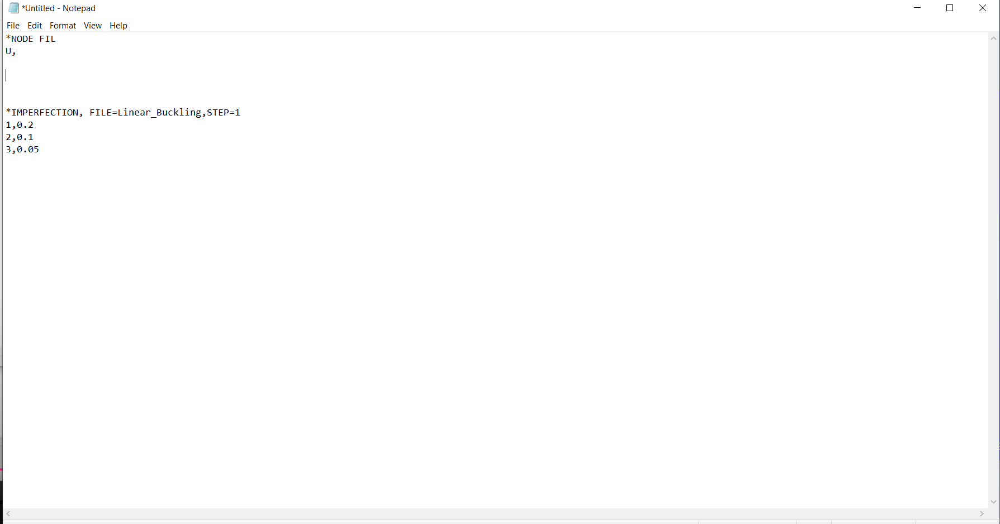 *Untitled - Notepad
File Edit Format View Help
*NODE FIL
U,
*IMPERFECTION, FILE=Linear_Buckling,STEP=1
1,0.2
2,0.1
3,0.05